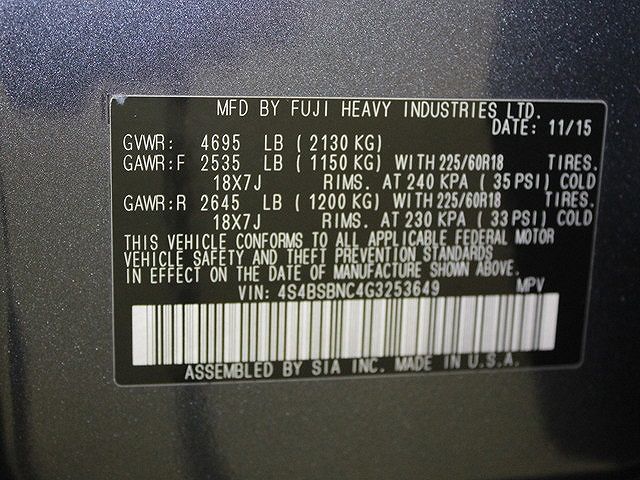 MFD BY FUJI HEAVY INDUSTRIES LTD.
DATE: 11/15
GVWR: 4695 LB ( 2130 KG)
GAWR:F 2535 LB ( 1150 KG) WITH 225/60R18 TIRES.
18X7J RIMS. AT 240 KPA ( 35 PSI) COLD
GAWR:R 2645 LB ( 1200 KG) WITH 225/60R18 TIRES.
18X7J RIMS. AT 230 KPA ( 33 PSI) COLD
THIS VEHICLE CONFORMS TO ALL APPLICABLE FEDERAL MOTOR
VEHICLE SAFETY AND THEFT PREVENTION STANDARDS
IN EFFECT ON THE DATE OF MANUFACTURE SHOWN ABOVE.
VIN: 4S4BSBNC4G3253649 MPV
ASSEMBLED BY SIA INC. MADE IN U.S.A.